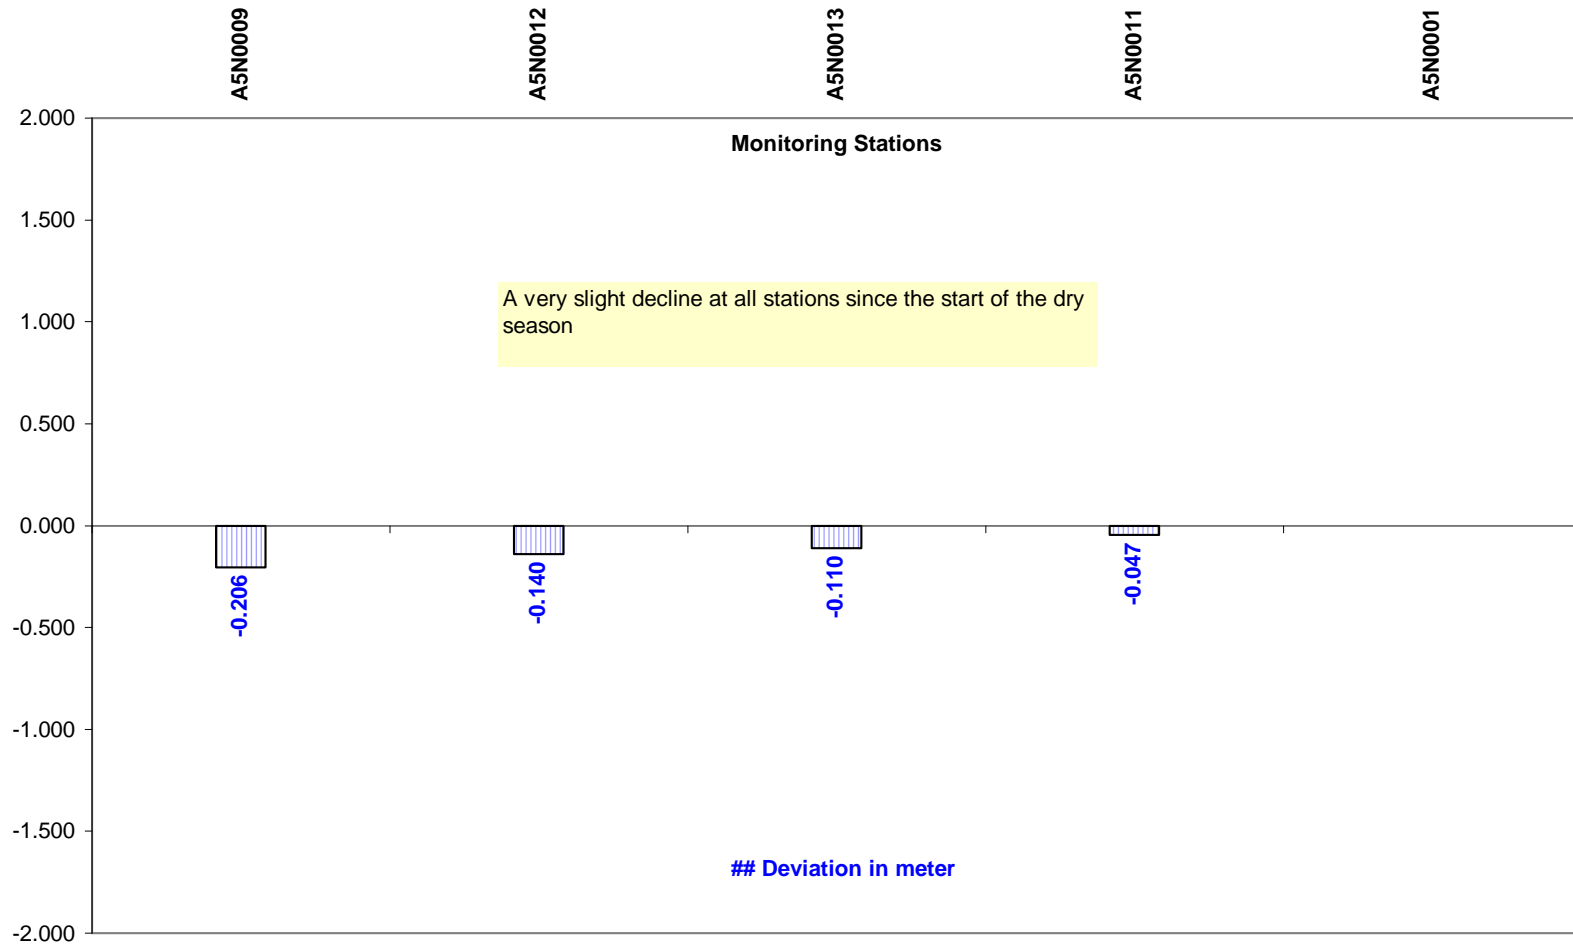 A5N0009
A5N0012
A5N0013
A5N0011
A5N0001
2.000
Monitoring Stations
1.500
A very slight decline at all stations since the start of the dry
season
1.000
0.500
0.000
-0.206
-0.140
-0.110
-0.047
-0.500
-1.000
-1.500
## Deviation in meter
-2.000